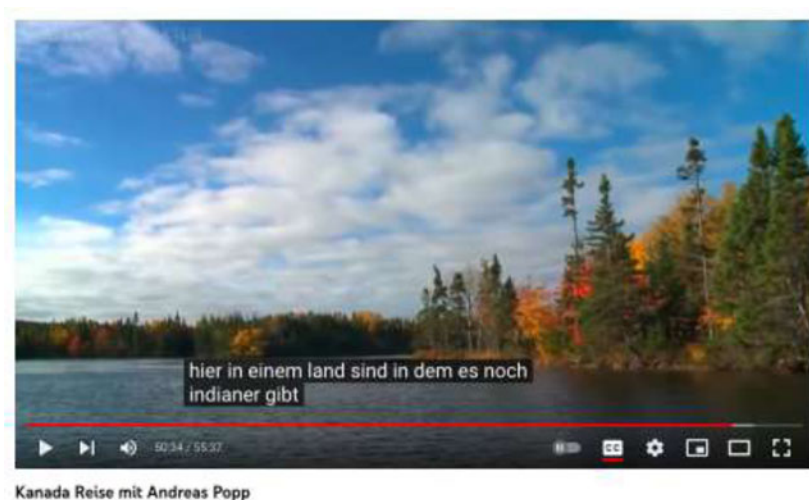 hier in einem land sind in dem es noch
indianer gibt
50:34 / 55:37
CC
Kanada Reise mit Andreas Popp